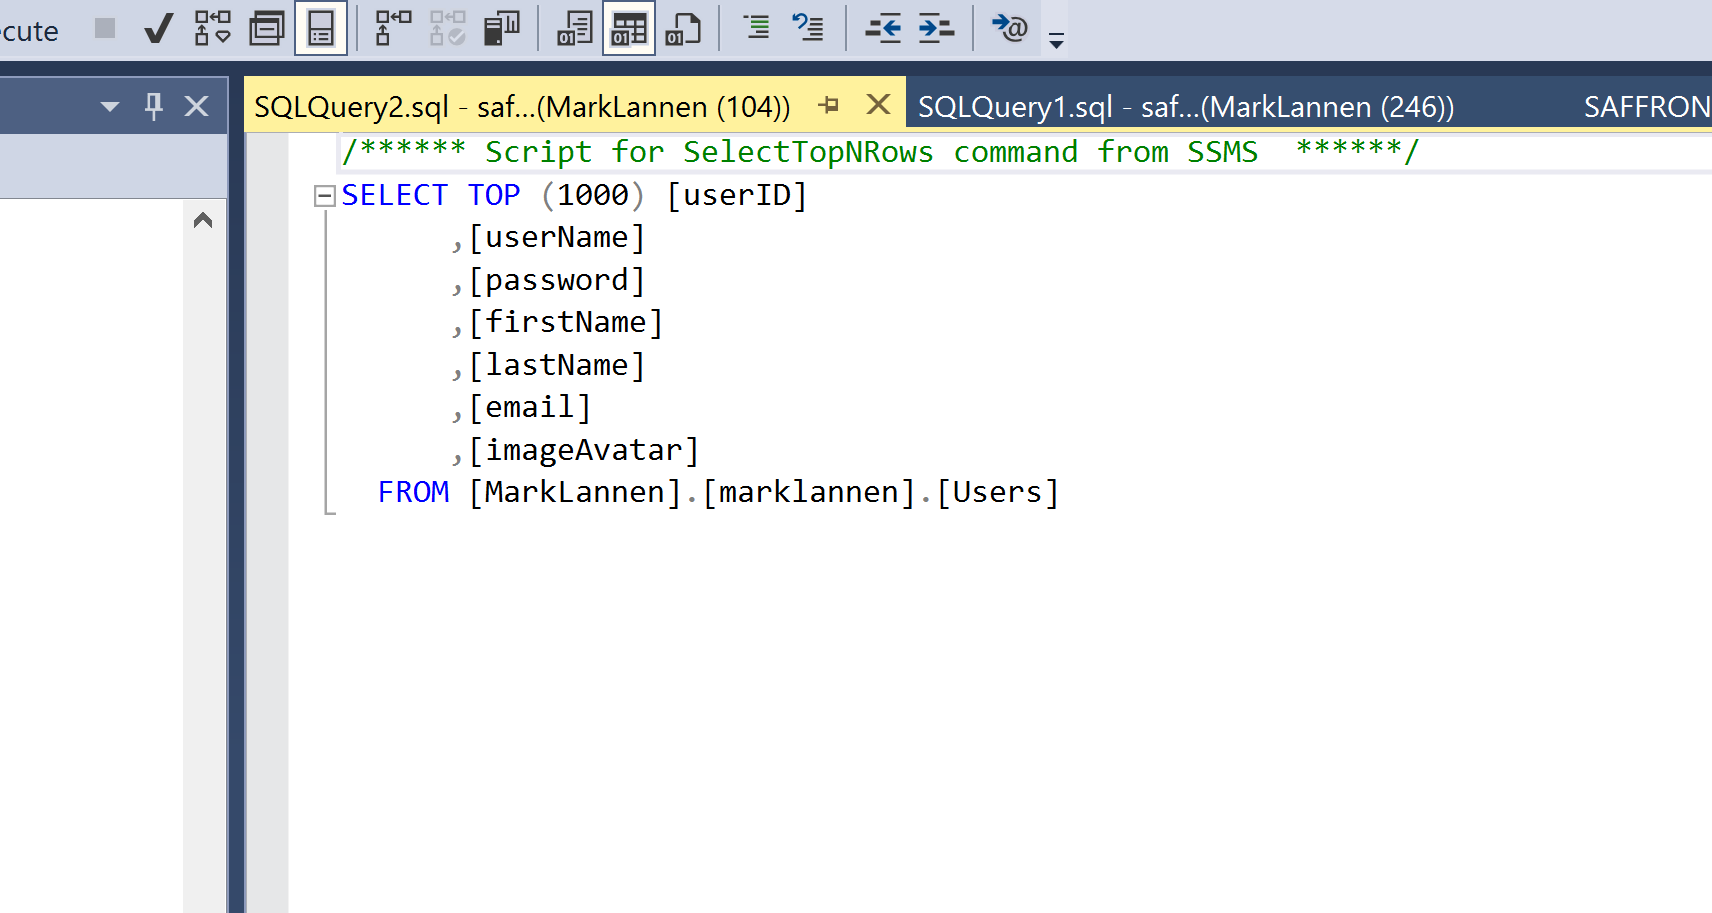 cute
SQLQuery2.sql - saf...(MarkLannen (104))
SQLQuery1.sql - saf...(MarkLannen (246))
SAFFRON
/****** Script for SelectTopNRows command from SSMS  ******/
SELECT TOP (1000) [userID]
,[userName]
,[password]
,[firstName]
,[lastName]
,[email]
,[imageAvatar]
FROM [MarkLannen].[marklannen].[Users]